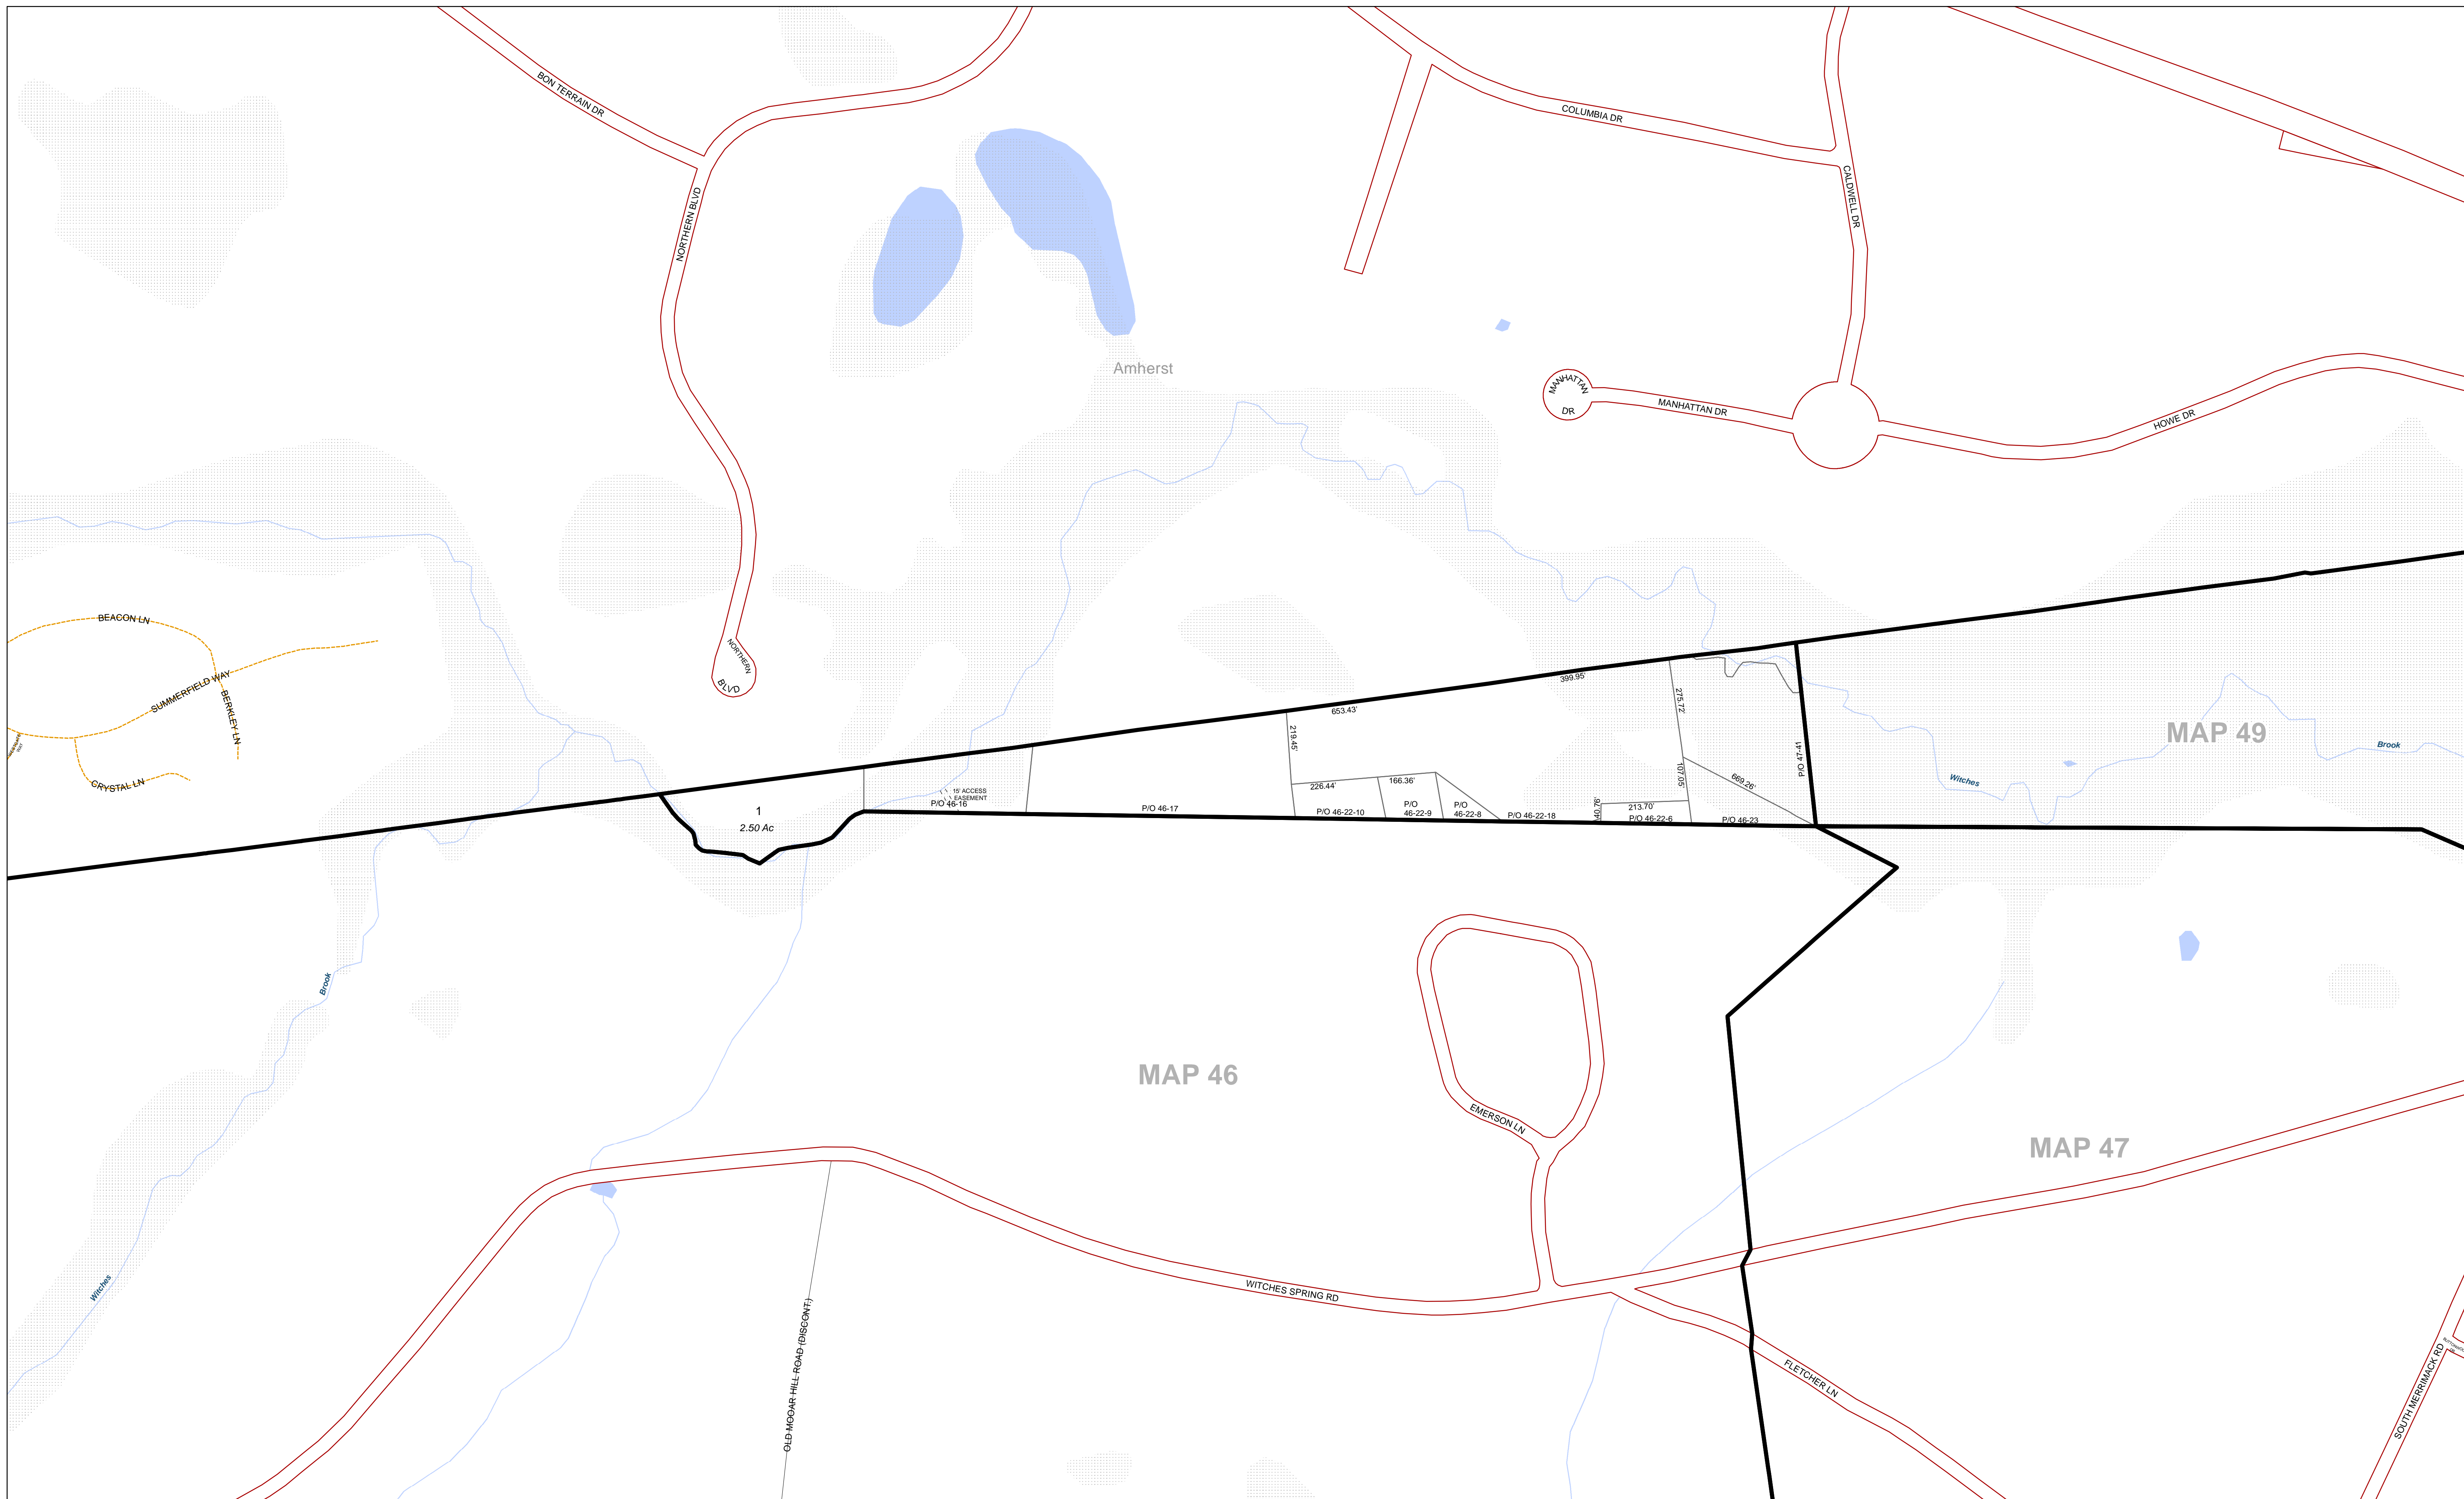 BON TERRAIN DR
COLUMBIA DR
CALDWELL DR
NORTHERN BLVD
Amherst
MANHATTAN
DR
MANHATTAN DR
HOWE DR
BEACON LN
SUMMERFIELD WAY
BERKLEY LN
CRYSTAL LN
NORTHERN
BLVD
399.95'
653.43'
275.72'
219.45'
P/O 47-41
MAP 49
Brook
Witches
669.26'
107.05'
226.44'
166.36'
15' ACCESS
EASEMENT
P/O 46-16
1
2.50 Ac
P/O 46-17
P/O 46-22-10
P/O
46-22-9
P/O
46-22-8
P/O 46-22-18
140.76'
213.70'
P/O 46-22-6
P/O 46-23
Brook
MAP 46
EMERSON LN
MAP 47
Witches
WITCHES SPRING RD
OLD MOOAR HILL ROAD (DISCONT.)
FLETCHER LN
SOUTH MERRIMACK RD